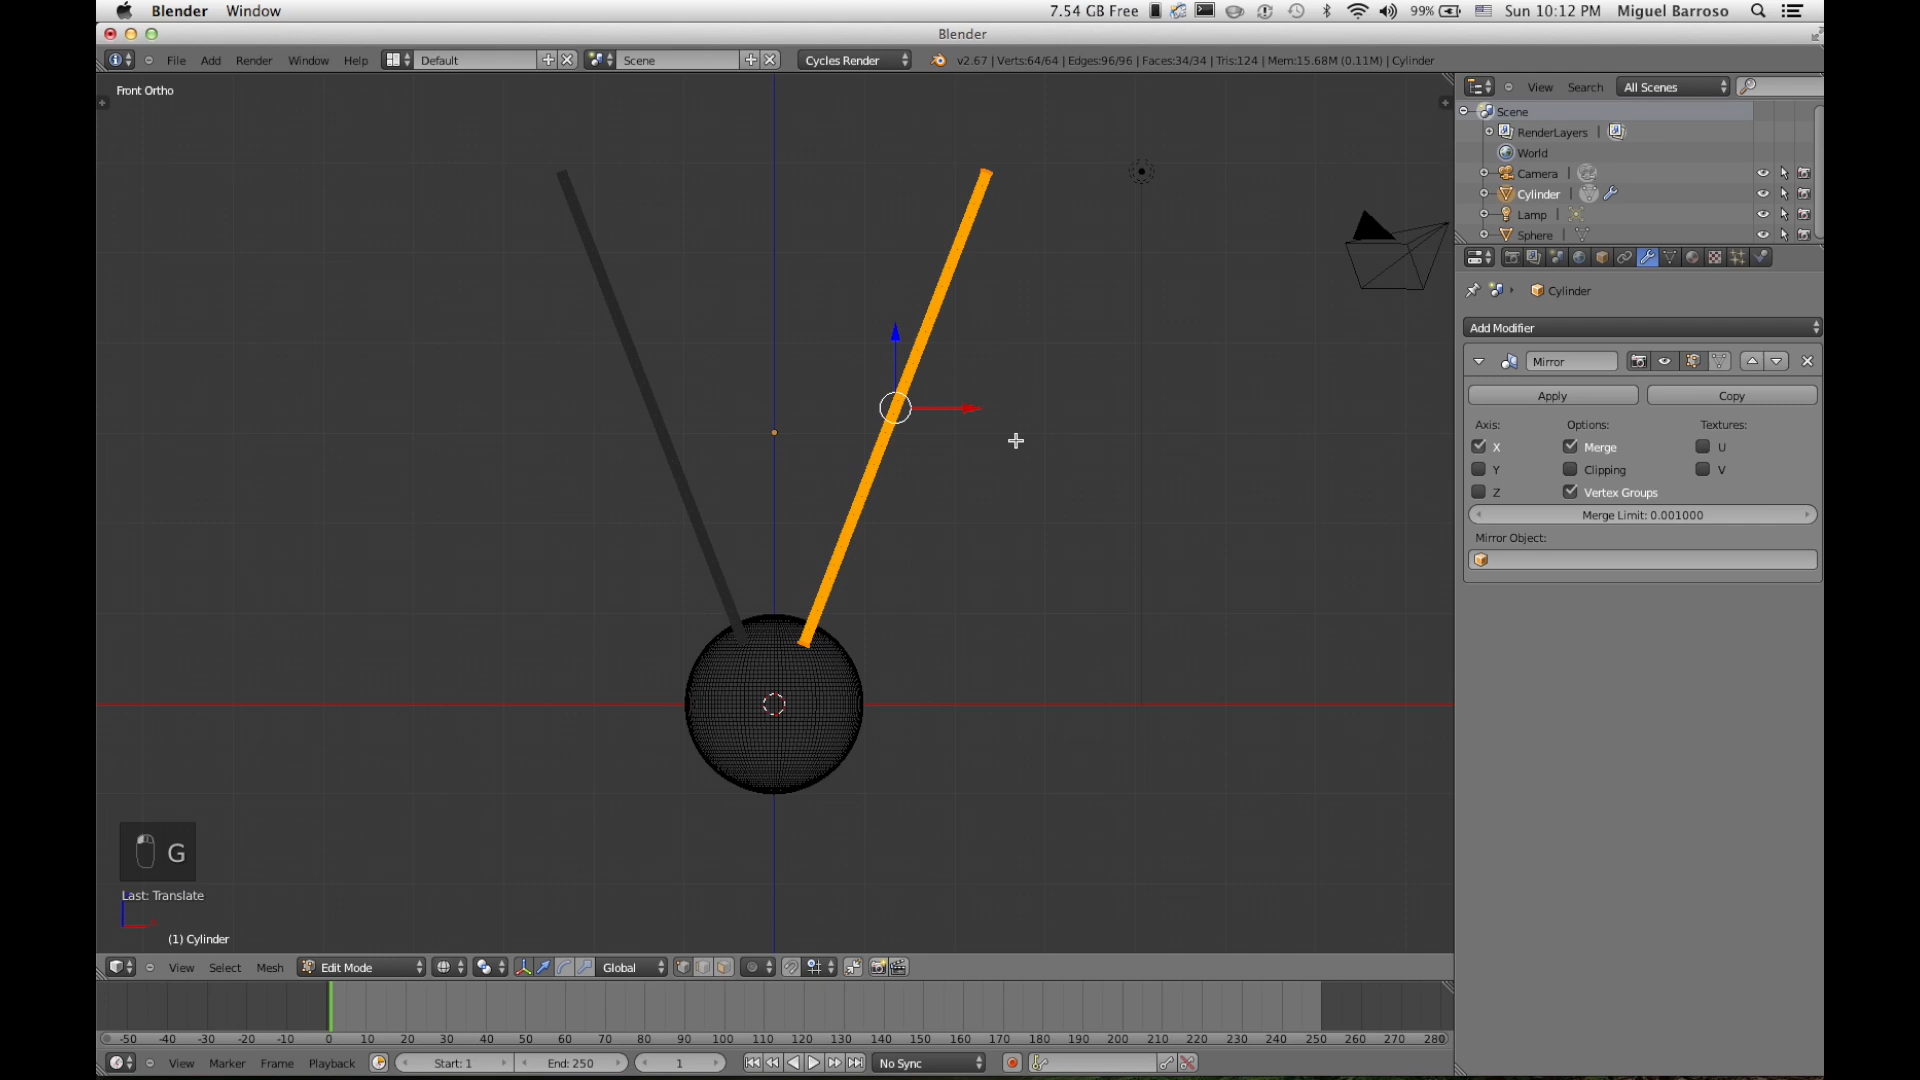 Blender Window 7.54 GB Free 99% Sun 10:12 PM Miguel Barroso
Blender
File Add Render Window Help Default Scene Cycles Render v2.67 | Verts:64/64 | Edges:96/96 | Faces:34/34 | Tris:124 | Mem:15.68M (0.11M) | Cylinder
Front Ortho
View Search All Scenes
Scene
RenderLayers
World
Camera
Cylinder
Lamp
Sphere
Cylinder
Add Modifier
Mirror
Apply Copy
Axis: Options: Textures:
X Merge U
Y Clipping V
Z Vertex Groups
Merge Limit: 0.001000
Mirror Object:
G
Last: Translate
(1) Cylinder
View Select Mesh Edit Mode Global
-50 -40 -30 -20 -10 0 10 20 30 40 50 60 70 80 90 100 110 120 130 140 150 160 170 180 190 200 210 220 230 240 250 260 270 280
View Marker Frame Playback Start: 1 End: 250 1 No Sync